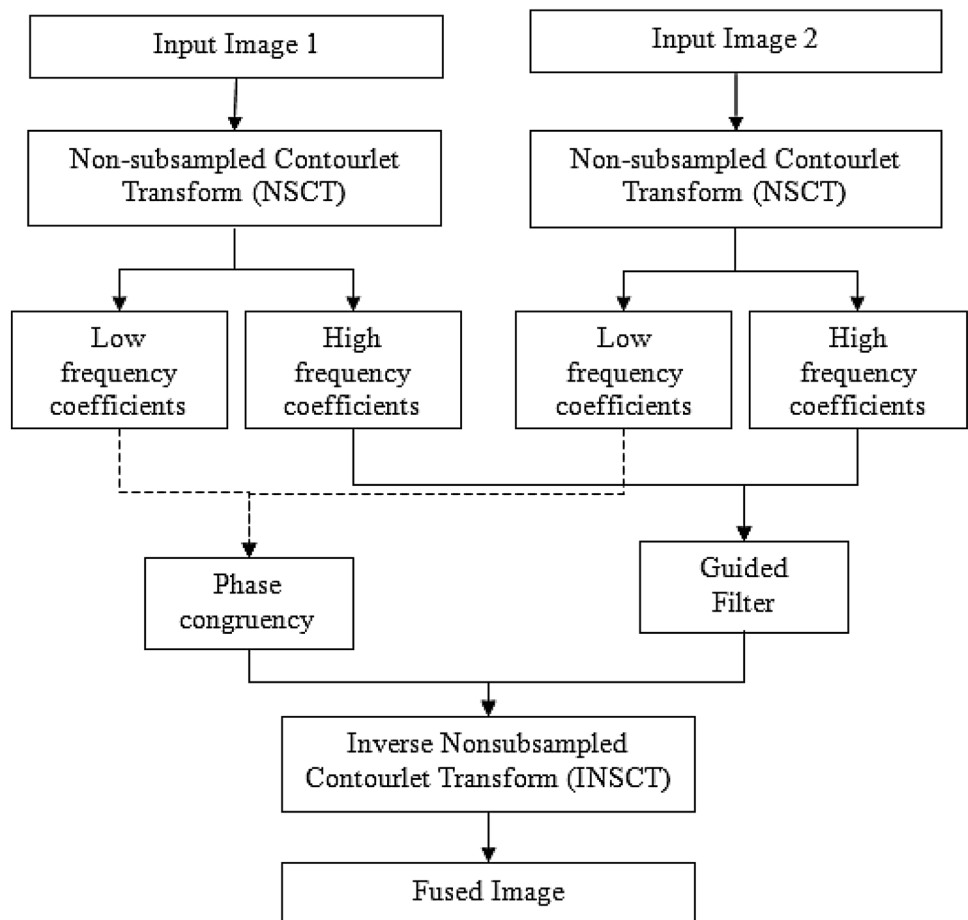 Input Image 1
Input Image 2
Non-subsampled Contourlet
Transform (NSCT)
Non-subsampled Contourlet
Transform (NSCT)
Low
frequency
coefficients
High
frequency
coefficients
Low
frequency
coefficients
High
frequency
coefficients
Phase
congruency
Guided
Filter
Inverse Nonsubsampled
Contourlet Transform (INSCT)
Fused Image